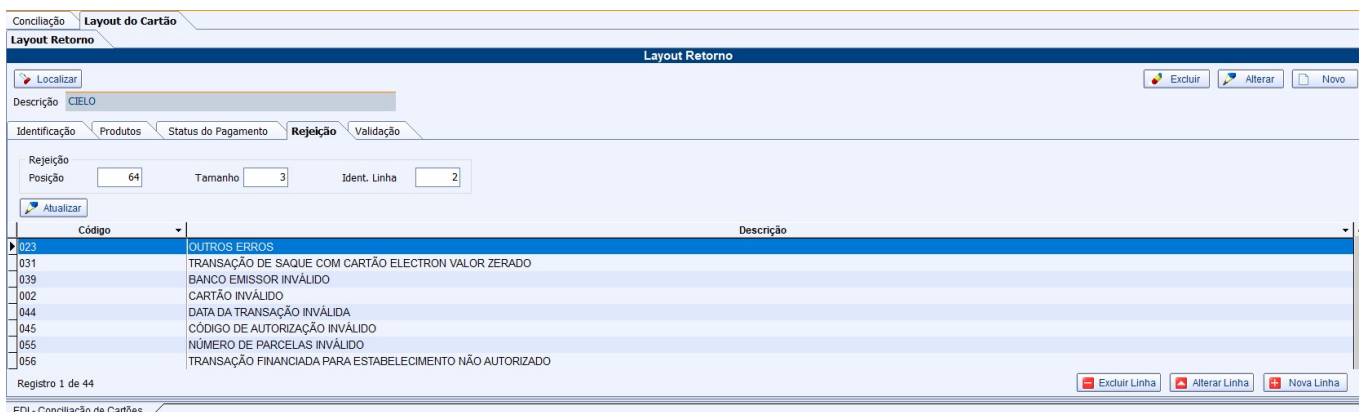 Conciliação Layout do Cartão
Layout Retorno
Layout Retorno
Localizar Excluir Alterar Novo
Descrição CIELO
Identificação Produtos Status do Pagamento Rejeição Validação
Rejeição
Posição 64 Tamanho 3 Ident. Linha 2
Atualizar
Código Descrição
023 OUTROS ERROS
031 TRANSAÇÃO DE SAQUE COM CARTÃO ELECTRON VALOR ZERADO
039 BANCO EMISSOR INVÁLIDO
002 CARTÃO INVÁLIDO
044 DATA DA TRANSAÇÃO INVÁLIDA
045 CÓDIGO DE AUTORIZAÇÃO INVÁLIDO
055 NÚMERO DE PARCELAS INVÁLIDO
056 TRANSAÇÃO FINANCIADA PARA ESTABELECIMENTO NÃO AUTORIZADO
Registro 1 de 44 Excluir Linha Alterar Linha Nova Linha
EDI - Conciliação de Cartões